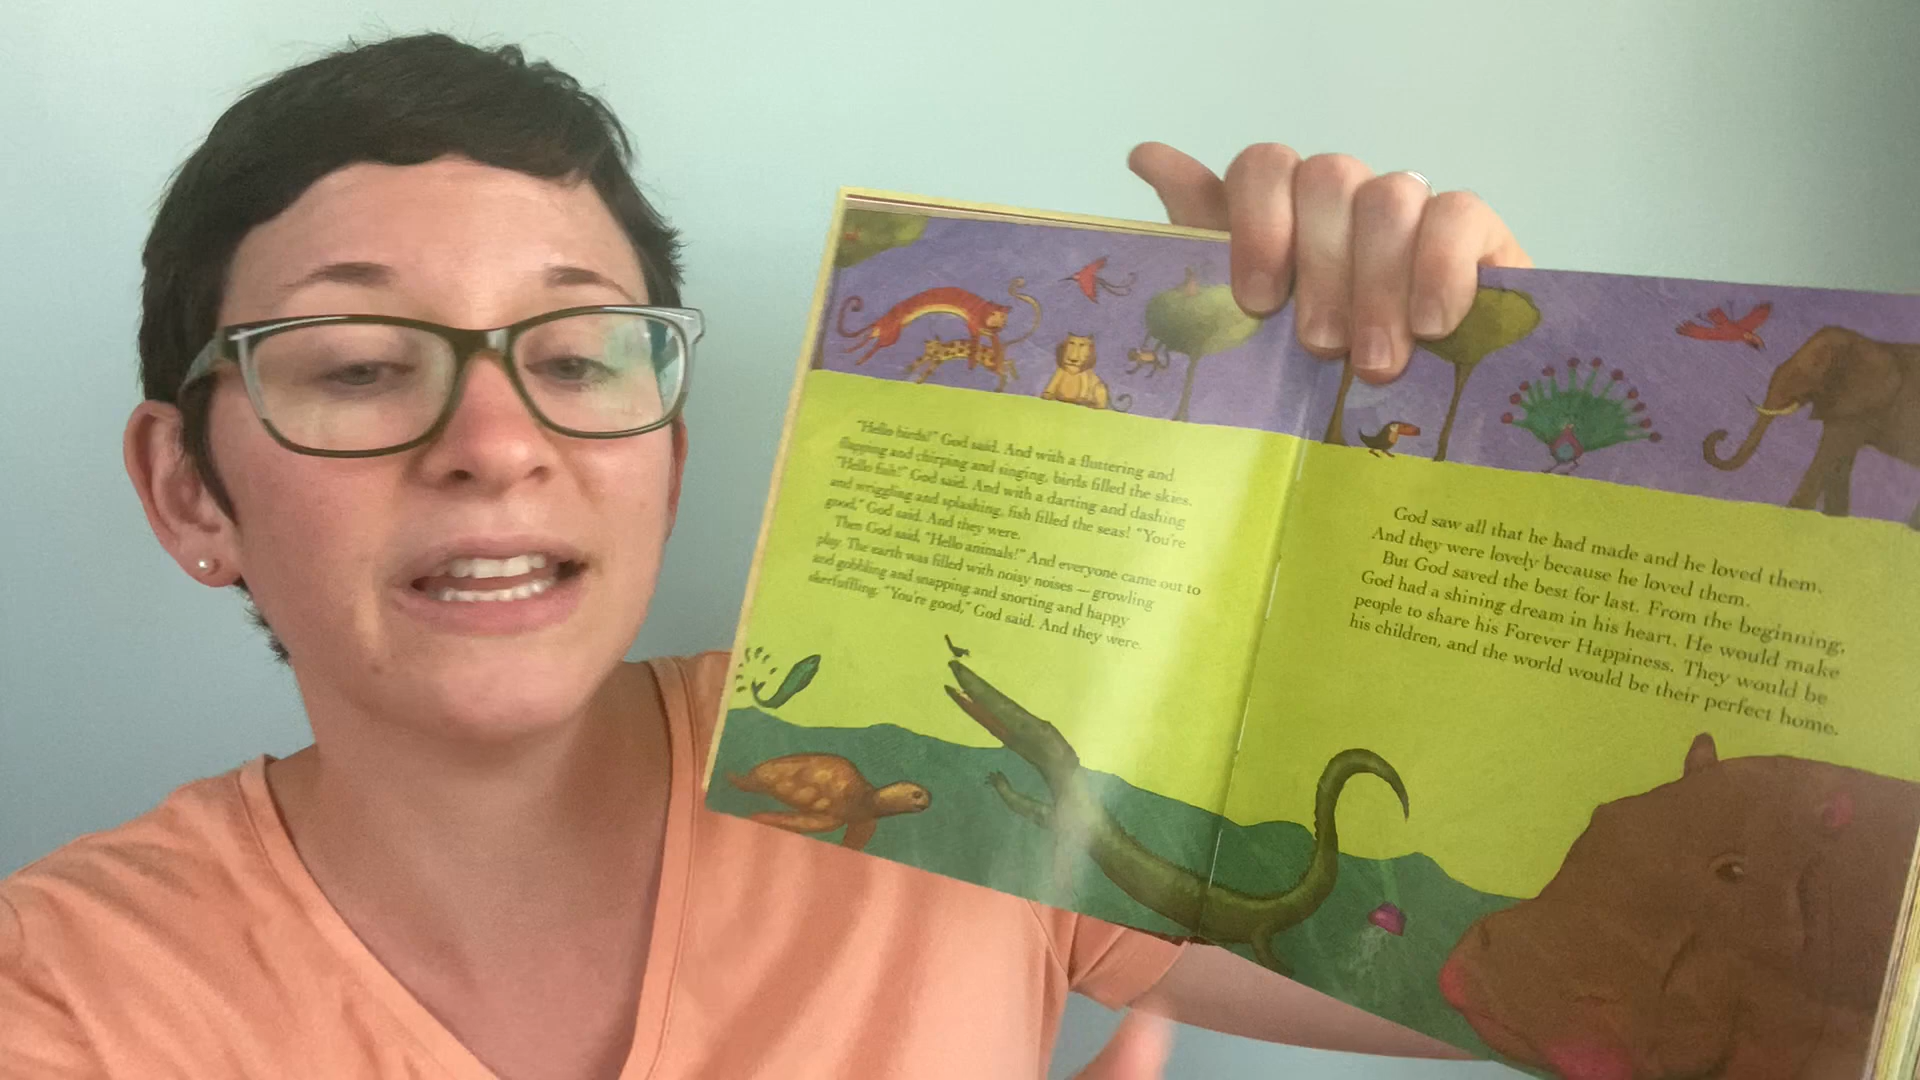 "Hello birds!" God said. And with a fluttering and
flapping and chirping and singing, birds filled the skies.
"Hello fish!" God said. And with a darting and dashing
and wriggling and splashing, fish filled the seas! "You're
good," God said. And they were.
Then God said, "Hello animals!" And everyone came out to
play. The earth was filled with noisy noises — growling
and gobbling and snapping and snorting and happy
skerfuffling. "You're good," God said. And they were.
God saw all that he had made and he loved them.
And they were lovely because he loved them.
But God saved the best for last. From the beginning,
God had a shining dream in his heart. He would make
people to share his Forever Happiness. They would be
his children, and the world would be their perfect home.